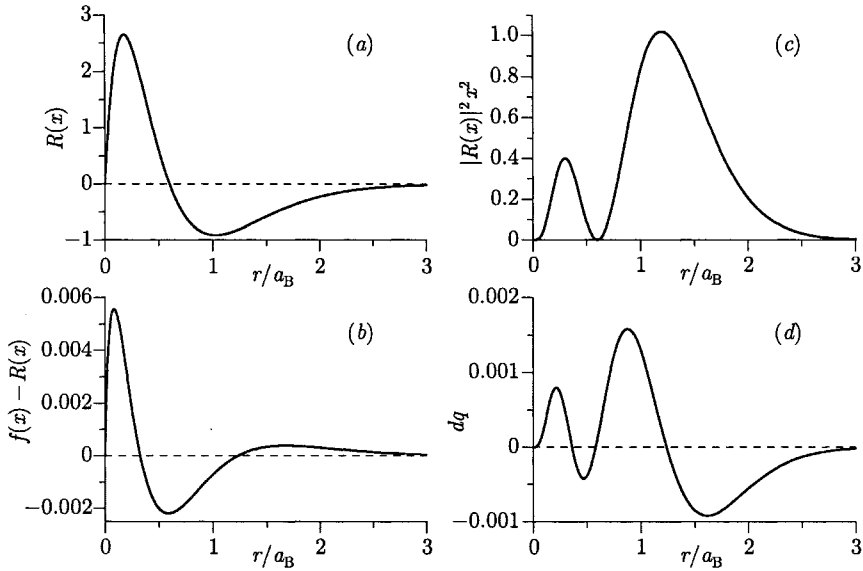 (a)
3
2
1
0
−1
R(x)
0 1 2 3
r/a_B
(c)
1.0
0.8
0.6
0.4
0.2
0
|R(x)|² x²
0 1 2 3
r/a_B
(b)
0.006
0.004
0.002
0
−0.002
f(x) − R(x)
0 1 2 3
r/a_B
(d)
0.002
0.001
0
−0.001
dq
0 1 2 3
r/a_B